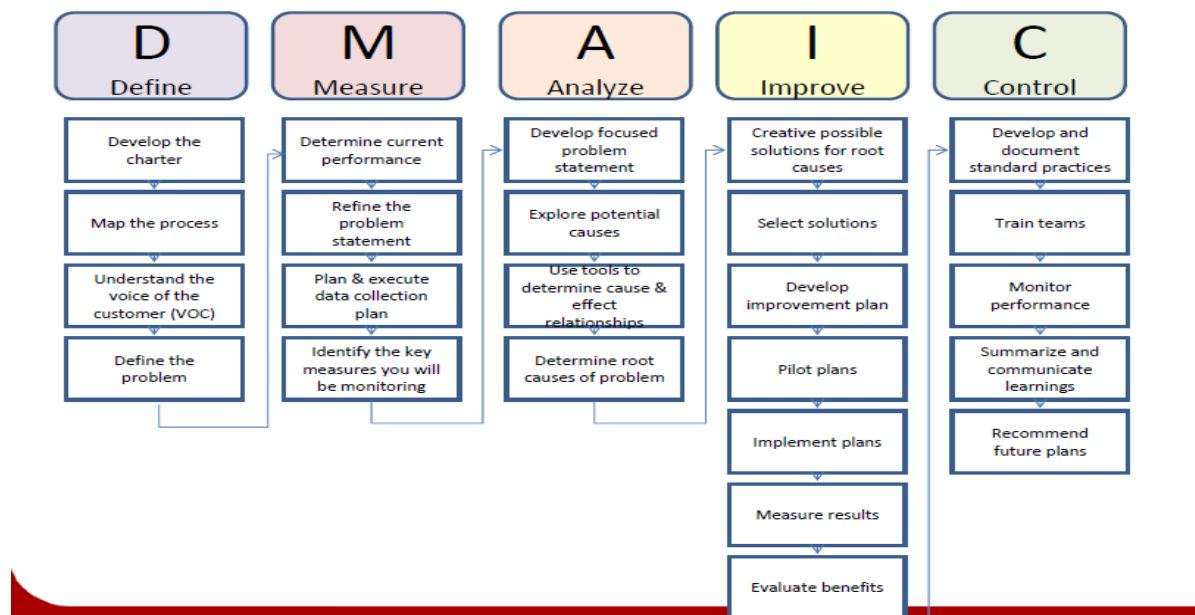 D
Define
Develop the
charter
Map the process
Understand the
voice of the
customer (VOC)
Define the
problem
M
Measure
Determine current
performance
Refine the
problem
statement
Plan & execute
data collection
plan
Identify the key
measures you will
be monitoring
A
Analyze
Develop focused
problem
statement
Explore potential
causes
Use tools to
determine cause &
effect
relationships
Determine root
causes of problem
I
Improve
Creative possible
solutions for root
causes
Select solutions
Develop
improvement plan
Pilot plans
Implement plans
Measure results
Evaluate benefits
C
Control
Develop and
document
standard practices
Train teams
Monitor
performance
Summarize and
communicate
learnings
Recommend
future plans